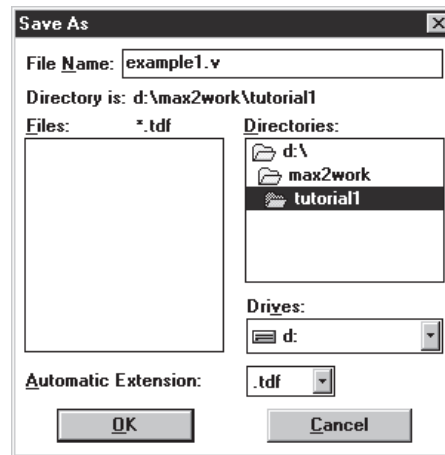 Save As
File Name: example1.v
Directory is: d:\max2work\tutorial1
Files: *.tdf
Directories:
d:\
max2work
tutorial1
Drives:
d:
Automatic Extension: .tdf
OK Cancel